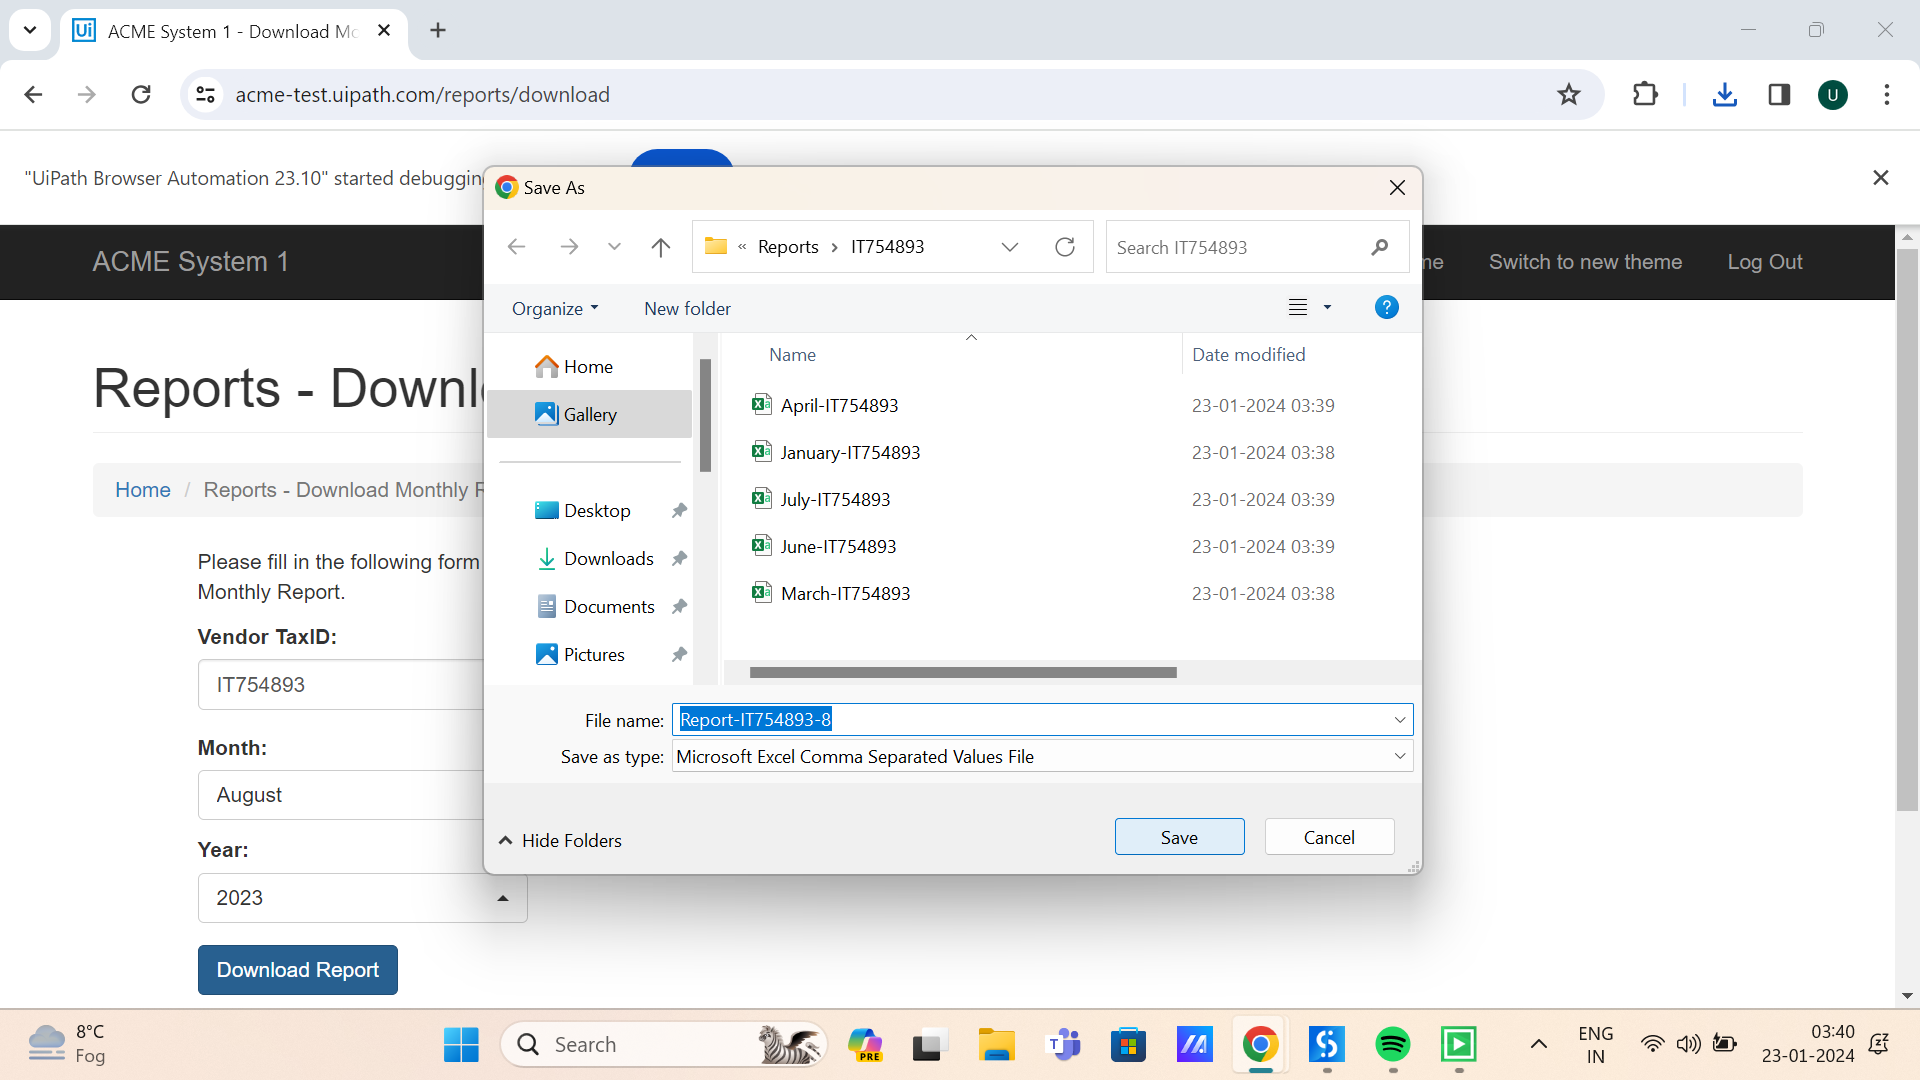 ACME System 1 - Download Mo
acme-test.uipath.com/reports/download
U
"UiPath Browser Automation 23.10" started debugging
ACME System 1
me
Switch to new theme
Log Out
Reports - Downl
Home / Reports - Download Monthly R
Please fill in the following form
Monthly Report.
Vendor TaxID:
IT754893
Month:
August
Year:
2023
Download Report
Save As
« Reports › IT754893
Search IT754893
Organize
New folder
?
Home
Gallery
Desktop
Downloads
Documents
Pictures
Name
Date modified
April-IT754893 23-01-2024 03:39
January-IT754893 23-01-2024 03:38
July-IT754893 23-01-2024 03:39
June-IT754893 23-01-2024 03:39
March-IT754893 23-01-2024 03:38
File name: Report-IT754893-8
Save as type: Microsoft Excel Comma Separated Values File
Hide Folders
Save
Cancel
8°C
Fog
Search
PRE
ENG
IN
03:40
23-01-2024